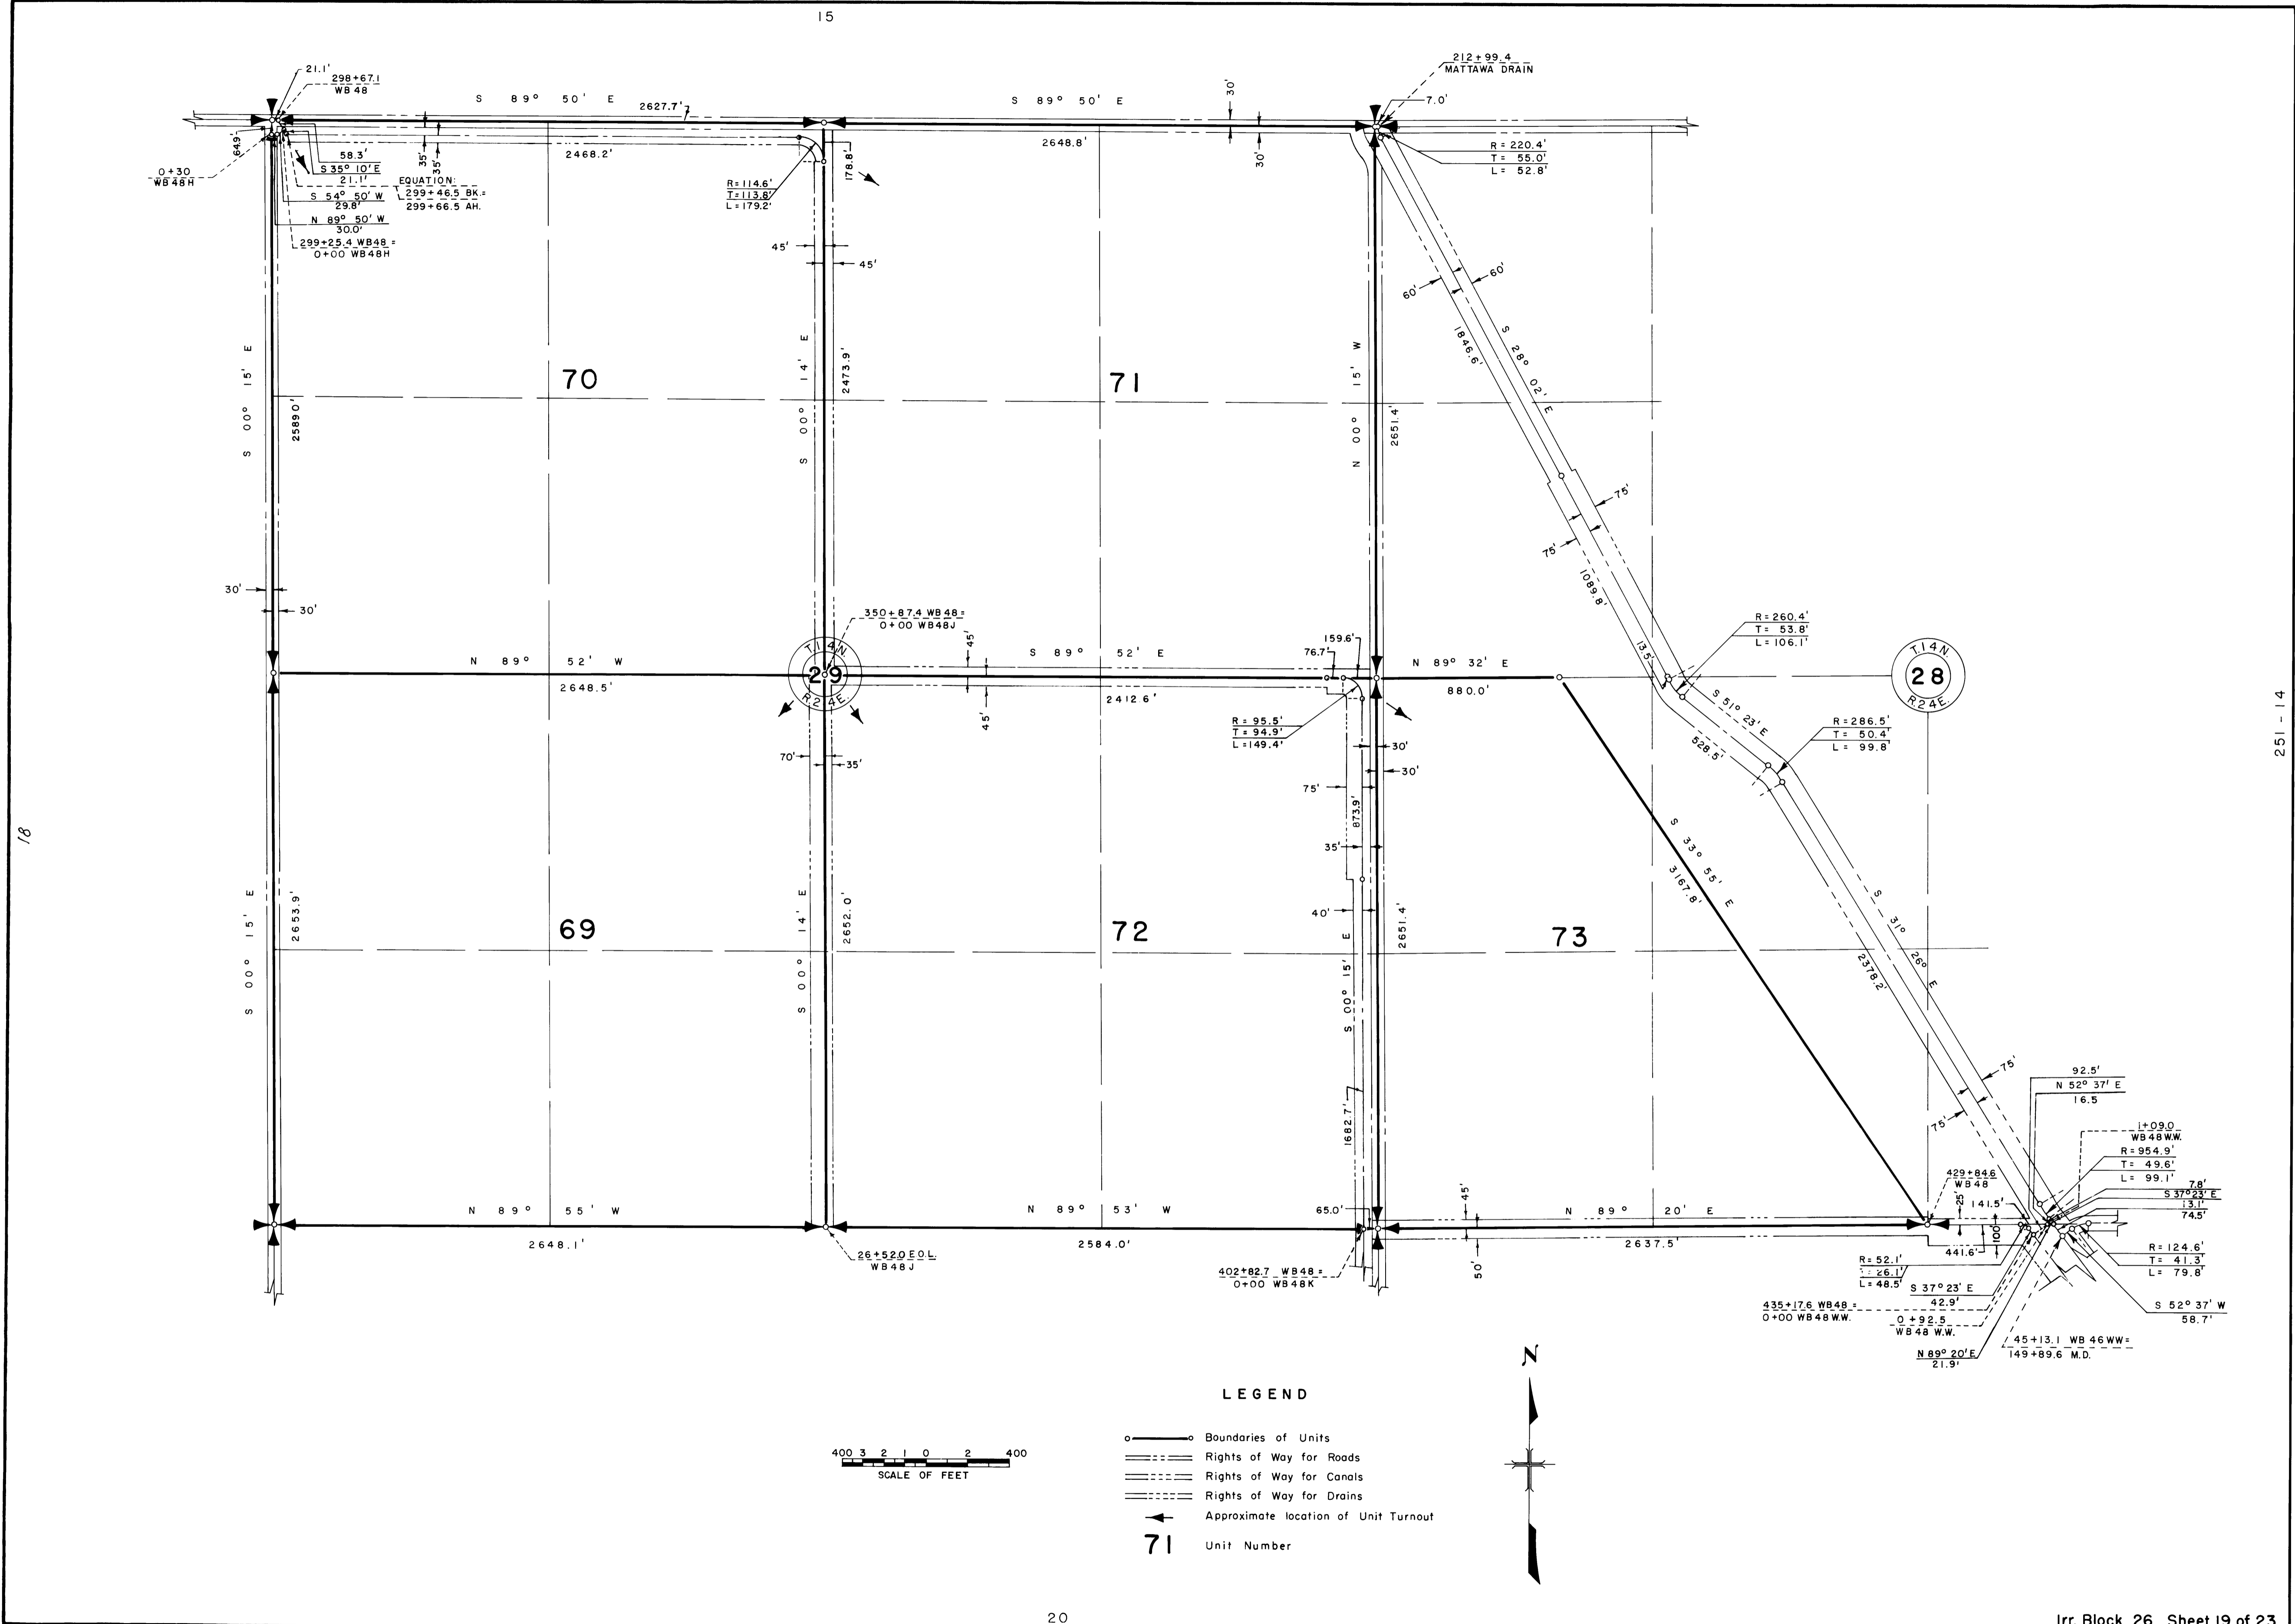 15
21.1'
298+67.1
WB 48
S 89° 50' E
2627.7'
S 89° 50' E
30'
212+99.4
MATTAWA DRAIN
7.0'
64.9'
0+30
WB 48H
58.3'
S 35° 10' E
21.1'
S 54° 50' W
29.8'
N 89° 50' W
30.0'
299+25.4 WB48 =
0+00 WB48H
EQUATION:
299+46.5 BK.=
299+66.5 AH.
35'
35'
2468.2'
R=114.6'
T=113.8'
L=179.2'
178.8'
2648.8'
30'
R = 220.4'
T = 55.0'
L = 52.8'
45'
45'
60'
60'
S 00° 15' E
2589.0'
70
S 00° 14' E
2473.9'
71
N 00° 15' W
2651.4'
1846.6'
S 28° 02' E
75'
75'
1089.8'
13.5'
30'
30'
350+87.4 WB48=
0+00 WB48J
45'
S 89° 52' E
159.6'
76.7'
N 89° 32' E
R=260.4'
T= 53.8'
L=106.1'
N 89° 52' W
2648.5'
T.14N.
29
R.24E.
45'
2412.6'
880.0'
T.14N.
28
R.24E.
R = 95.5'
T = 94.9'
L=149.4'
S 51° 23' E
528.5'
R=286.5'
T= 50.4'
L= 99.8'
251-14
70'
35'
30'
30'
75'
873.9'
35'
18
S 33° 55' E
3167.8'
S 00° 15' E
2653.9'
69
S 00° 14' E
2652.0'
72
40'
S 00° 15' E
2651.4'
73
2378.2'
S 31° 26° E
75'
75'
1682.7'
92.5'
N 52° 37' E
16.5
1+09.0
WB 48 W.W.
R=954.9'
T= 49.6'
L= 99.1'
7.8'
S 37° 23' E
13.1'
74.5'
429+84.6
WB 48
141.5'
25'
100'
441.6'
N 89° 55' W
2648.1'
N 89° 53' W
2584.0'
65.0'
45'
N 89° 20' E
2637.5'
50'
26+52.0 E.O.L.
WB 48 J
402+82.7 WB48=
0+00 WB48K
R= 52.1'
T=26.1'
L= 48.5'
S 37° 23' E
42.9'
435+17.6 WB48 =
0+00 WB48W.W.
0+92.5
WB 48 W.W.
N 89° 20' E
21.9'
45+13.1 WB 46WW=
149+89.6 M.D.
R=124.6'
T= 41.3'
L= 79.8'
S 52° 37' W
58.7'
N
LEGEND
Boundaries of Units
Rights of Way for Roads
Rights of Way for Canals
Rights of Way for Drains
Approximate location of Unit Turnout
71 Unit Number
400 3 2 1 0 2 400
SCALE OF FEET
20
Irr. Block 26 Sheet 19 of 23